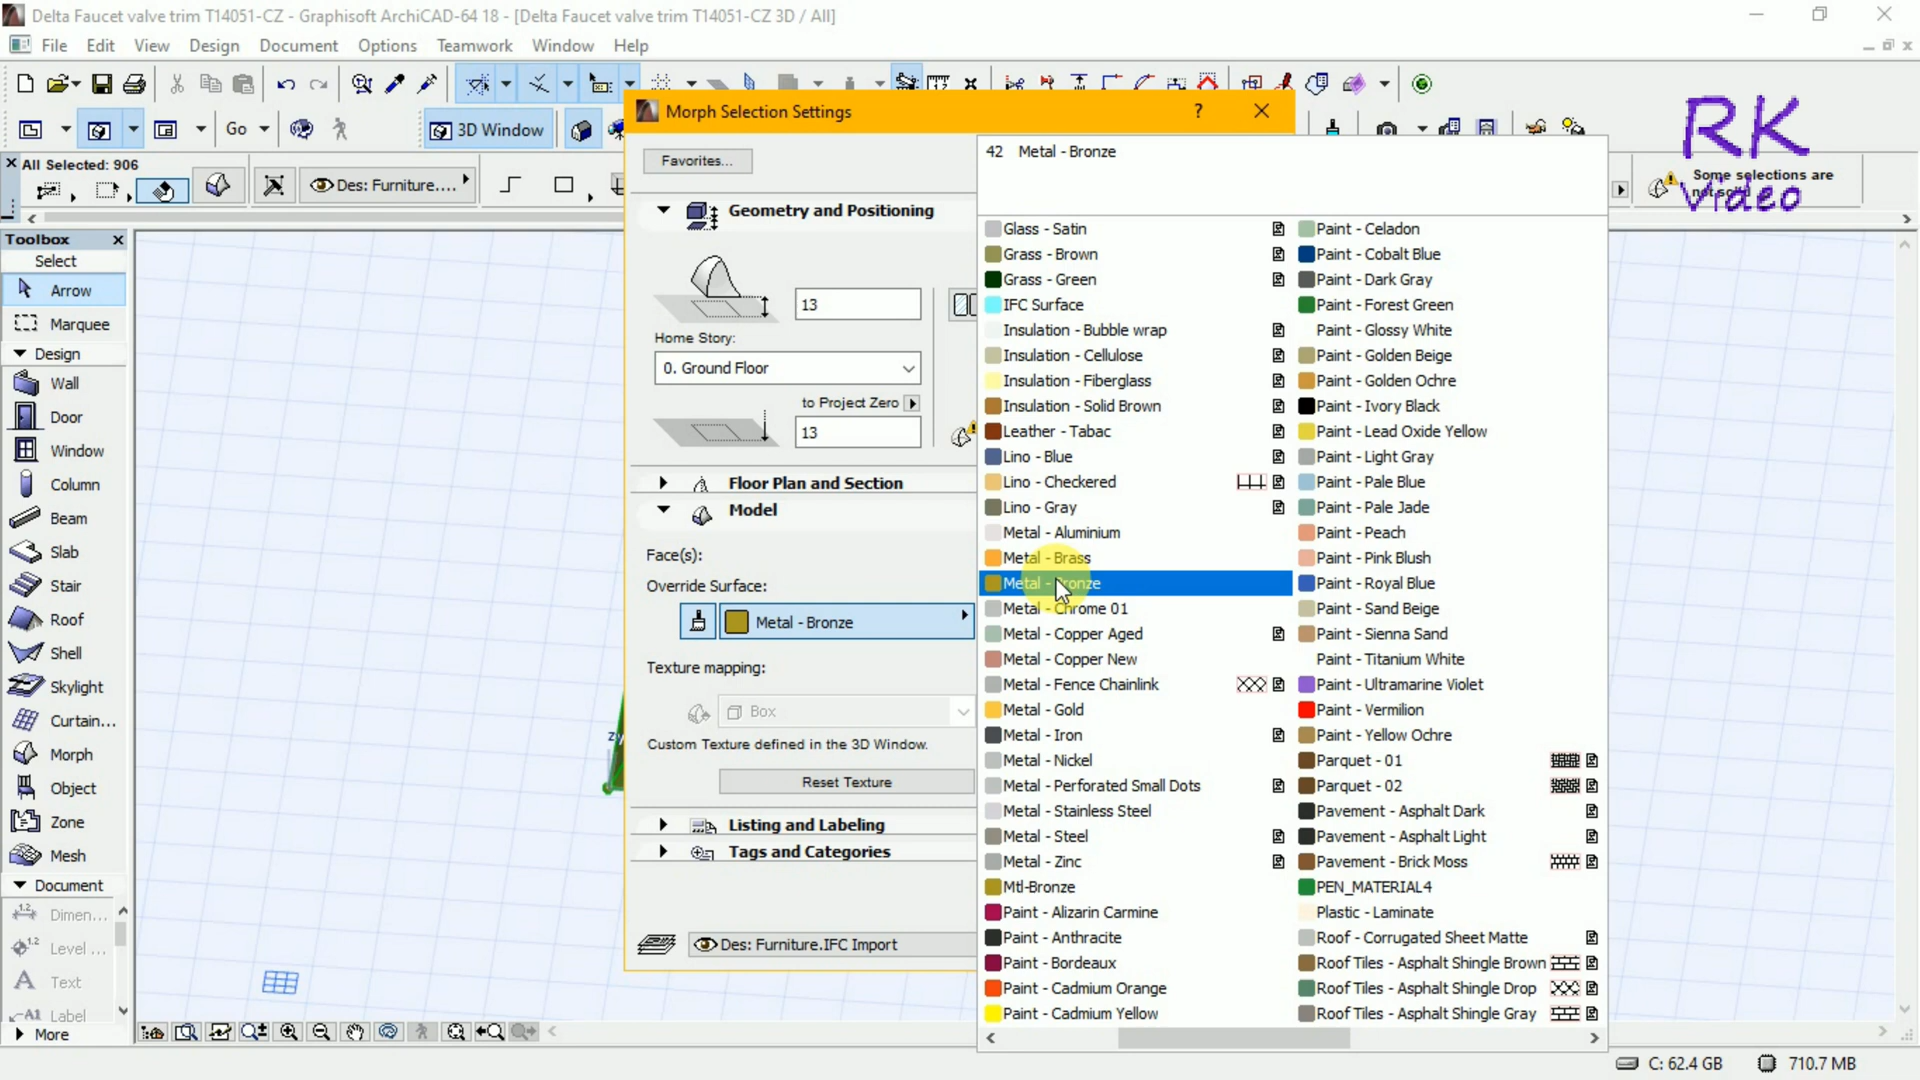 Delta Faucet valve trim T14051-CZ - Graphisoft ArchiCAD-64 18 - [Delta Faucet valve trim T14051-CZ 3D / All]
File Edit View Design Document Options Teamwork Window Help
Go
3D Window
Morph Selection Settings
?
RK
Video
All Selected: 906
Des: Furniture....
Some selections are
not solid
Toolbox
Select
Arrow
Marquee
Design
Wall
Door
Window
Column
Beam
Slab
Stair
Roof
Shell
Skylight
Curtain...
Morph
Object
Zone
Mesh
Document
Dimen...
Level ...
Text
Label
More
Favorites...
Geometry and Positioning
13
Home Story:
0. Ground Floor
to Project Zero
13
Floor Plan and Section
Model
Face(s):
Override Surface:
Metal - Bronze
Texture mapping:
Box
Custom Texture defined in the 3D Window.
Reset Texture
Listing and Labeling
Tags and Categories
Des: Furniture.IFC Import
42 Metal - Bronze
Glass - Satin
Grass - Brown
Grass - Green
IFC Surface
Insulation - Bubble wrap
Insulation - Cellulose
Insulation - Fiberglass
Insulation - Solid Brown
Leather - Tabac
Lino - Blue
Lino - Checkered
Lino - Gray
Metal - Aluminium
Metal - Brass
Metal - Bronze
Metal - Chrome 01
Metal - Copper Aged
Metal - Copper New
Metal - Fence Chainlink
Metal - Gold
Metal - Iron
Metal - Nickel
Metal - Perforated Small Dots
Metal - Stainless Steel
Metal - Steel
Metal - Zinc
Mtl-Bronze
Paint - Alizarin Carmine
Paint - Anthracite
Paint - Bordeaux
Paint - Cadmium Orange
Paint - Cadmium Yellow
Paint - Celadon
Paint - Cobalt Blue
Paint - Dark Gray
Paint - Forest Green
Paint - Glossy White
Paint - Golden Beige
Paint - Golden Ochre
Paint - Ivory Black
Paint - Lead Oxide Yellow
Paint - Light Gray
Paint - Pale Blue
Paint - Pale Jade
Paint - Peach
Paint - Pink Blush
Paint - Royal Blue
Paint - Sand Beige
Paint - Sienna Sand
Paint - Titanium White
Paint - Ultramarine Violet
Paint - Vermilion
Paint - Yellow Ochre
Parquet - 01
Parquet - 02
Pavement - Asphalt Dark
Pavement - Asphalt Light
Pavement - Brick Moss
PEN_MATERIAL4
Plastic - Laminate
Roof - Corrugated Sheet Matte
Roof Tiles - Asphalt Shingle Brown
Roof Tiles - Asphalt Shingle Drop
Roof Tiles - Asphalt Shingle Gray
C: 62.4 GB
710.7 MB